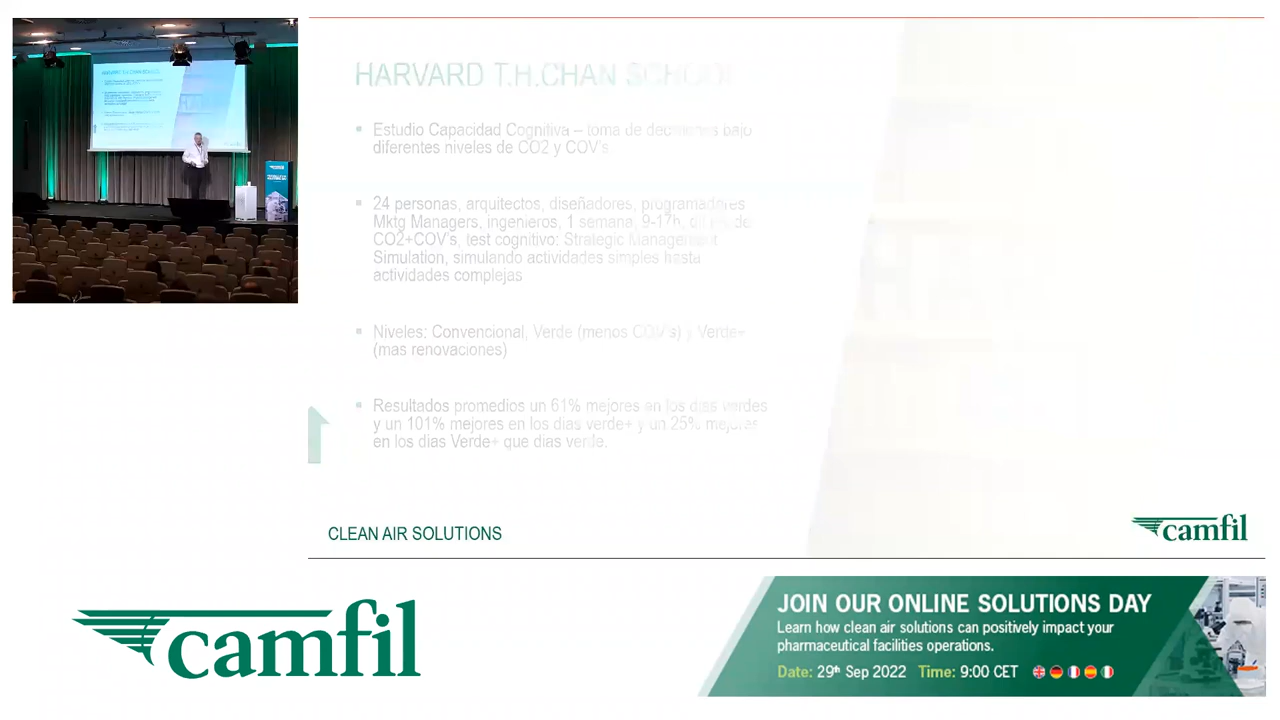 HARVARD T.H.CHAN SCHOOL
Estudio Capacidad Cognitiva – toma de decisiones bajo
diferentes niveles de CO2 y COV's
24 personas, arquitectos, diseñadores, programadores
Mktg Managers, ingenieros, 1 semana, 9-17h,
CO2+COV's, test cognitivo: Strategic Management
Simulation, simulando actividades simples hasta
actividades complejas
Niveles: Convencional, Verde (menos COV's) y Verde+
(mas renovaciones)
Resultados promedios un 61% mejores en los dias verdes
y un 101% mejores en los dias verde+ y un 25% mejores
en los dias Verde+ que dias verde.
CLEAN AIR SOLUTIONS
camfil
camfil
JOIN OUR ONLINE SOLUTIONS DAY
Learn how clean air solutions can positively impact your
pharmaceutical facilities operations.
Date: 29th Sep 2022 Time: 9:00 CET